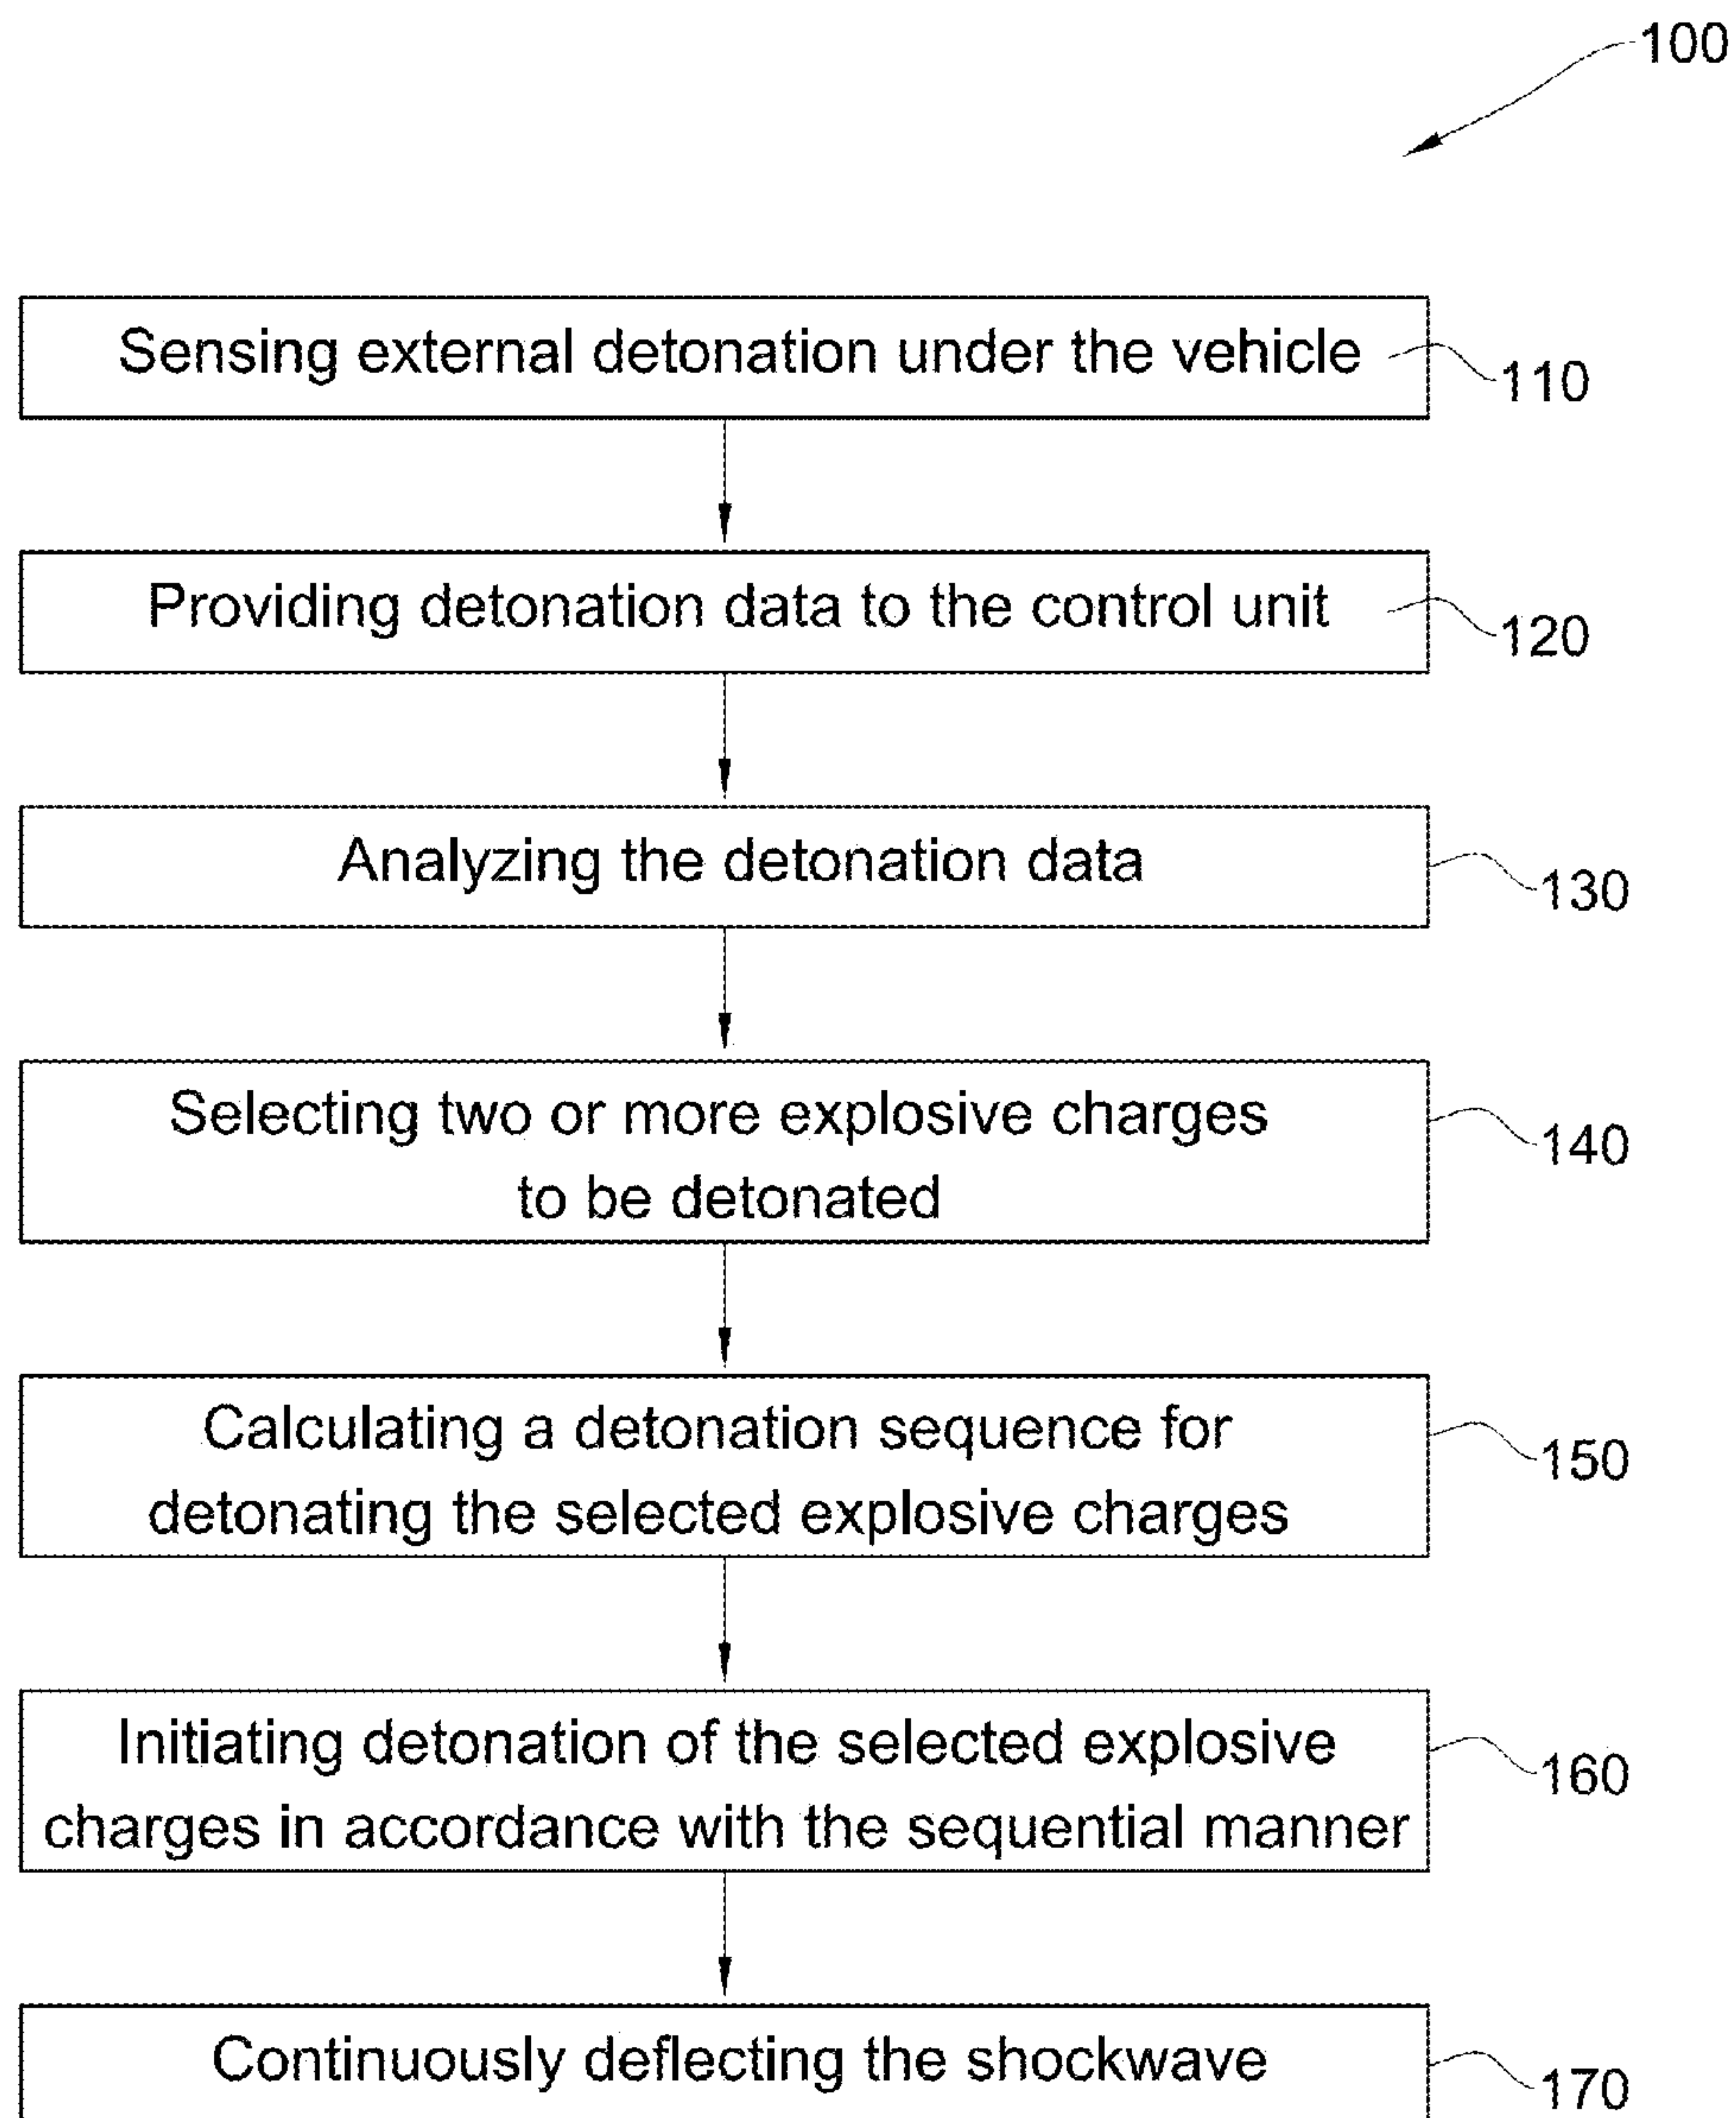 100
Sensing external detonation under the vehicle
110
Providing detonation data to the control unit
120
Analyzing the detonation data
130
Selecting two or more explosive charges
to be detonated
140
Calculating a detonation sequence for
detonating the selected explosive charges
150
Initiating detonation of the selected explosive
charges in accordance with the sequential manner
160
Continuously deflecting the shockwave
170